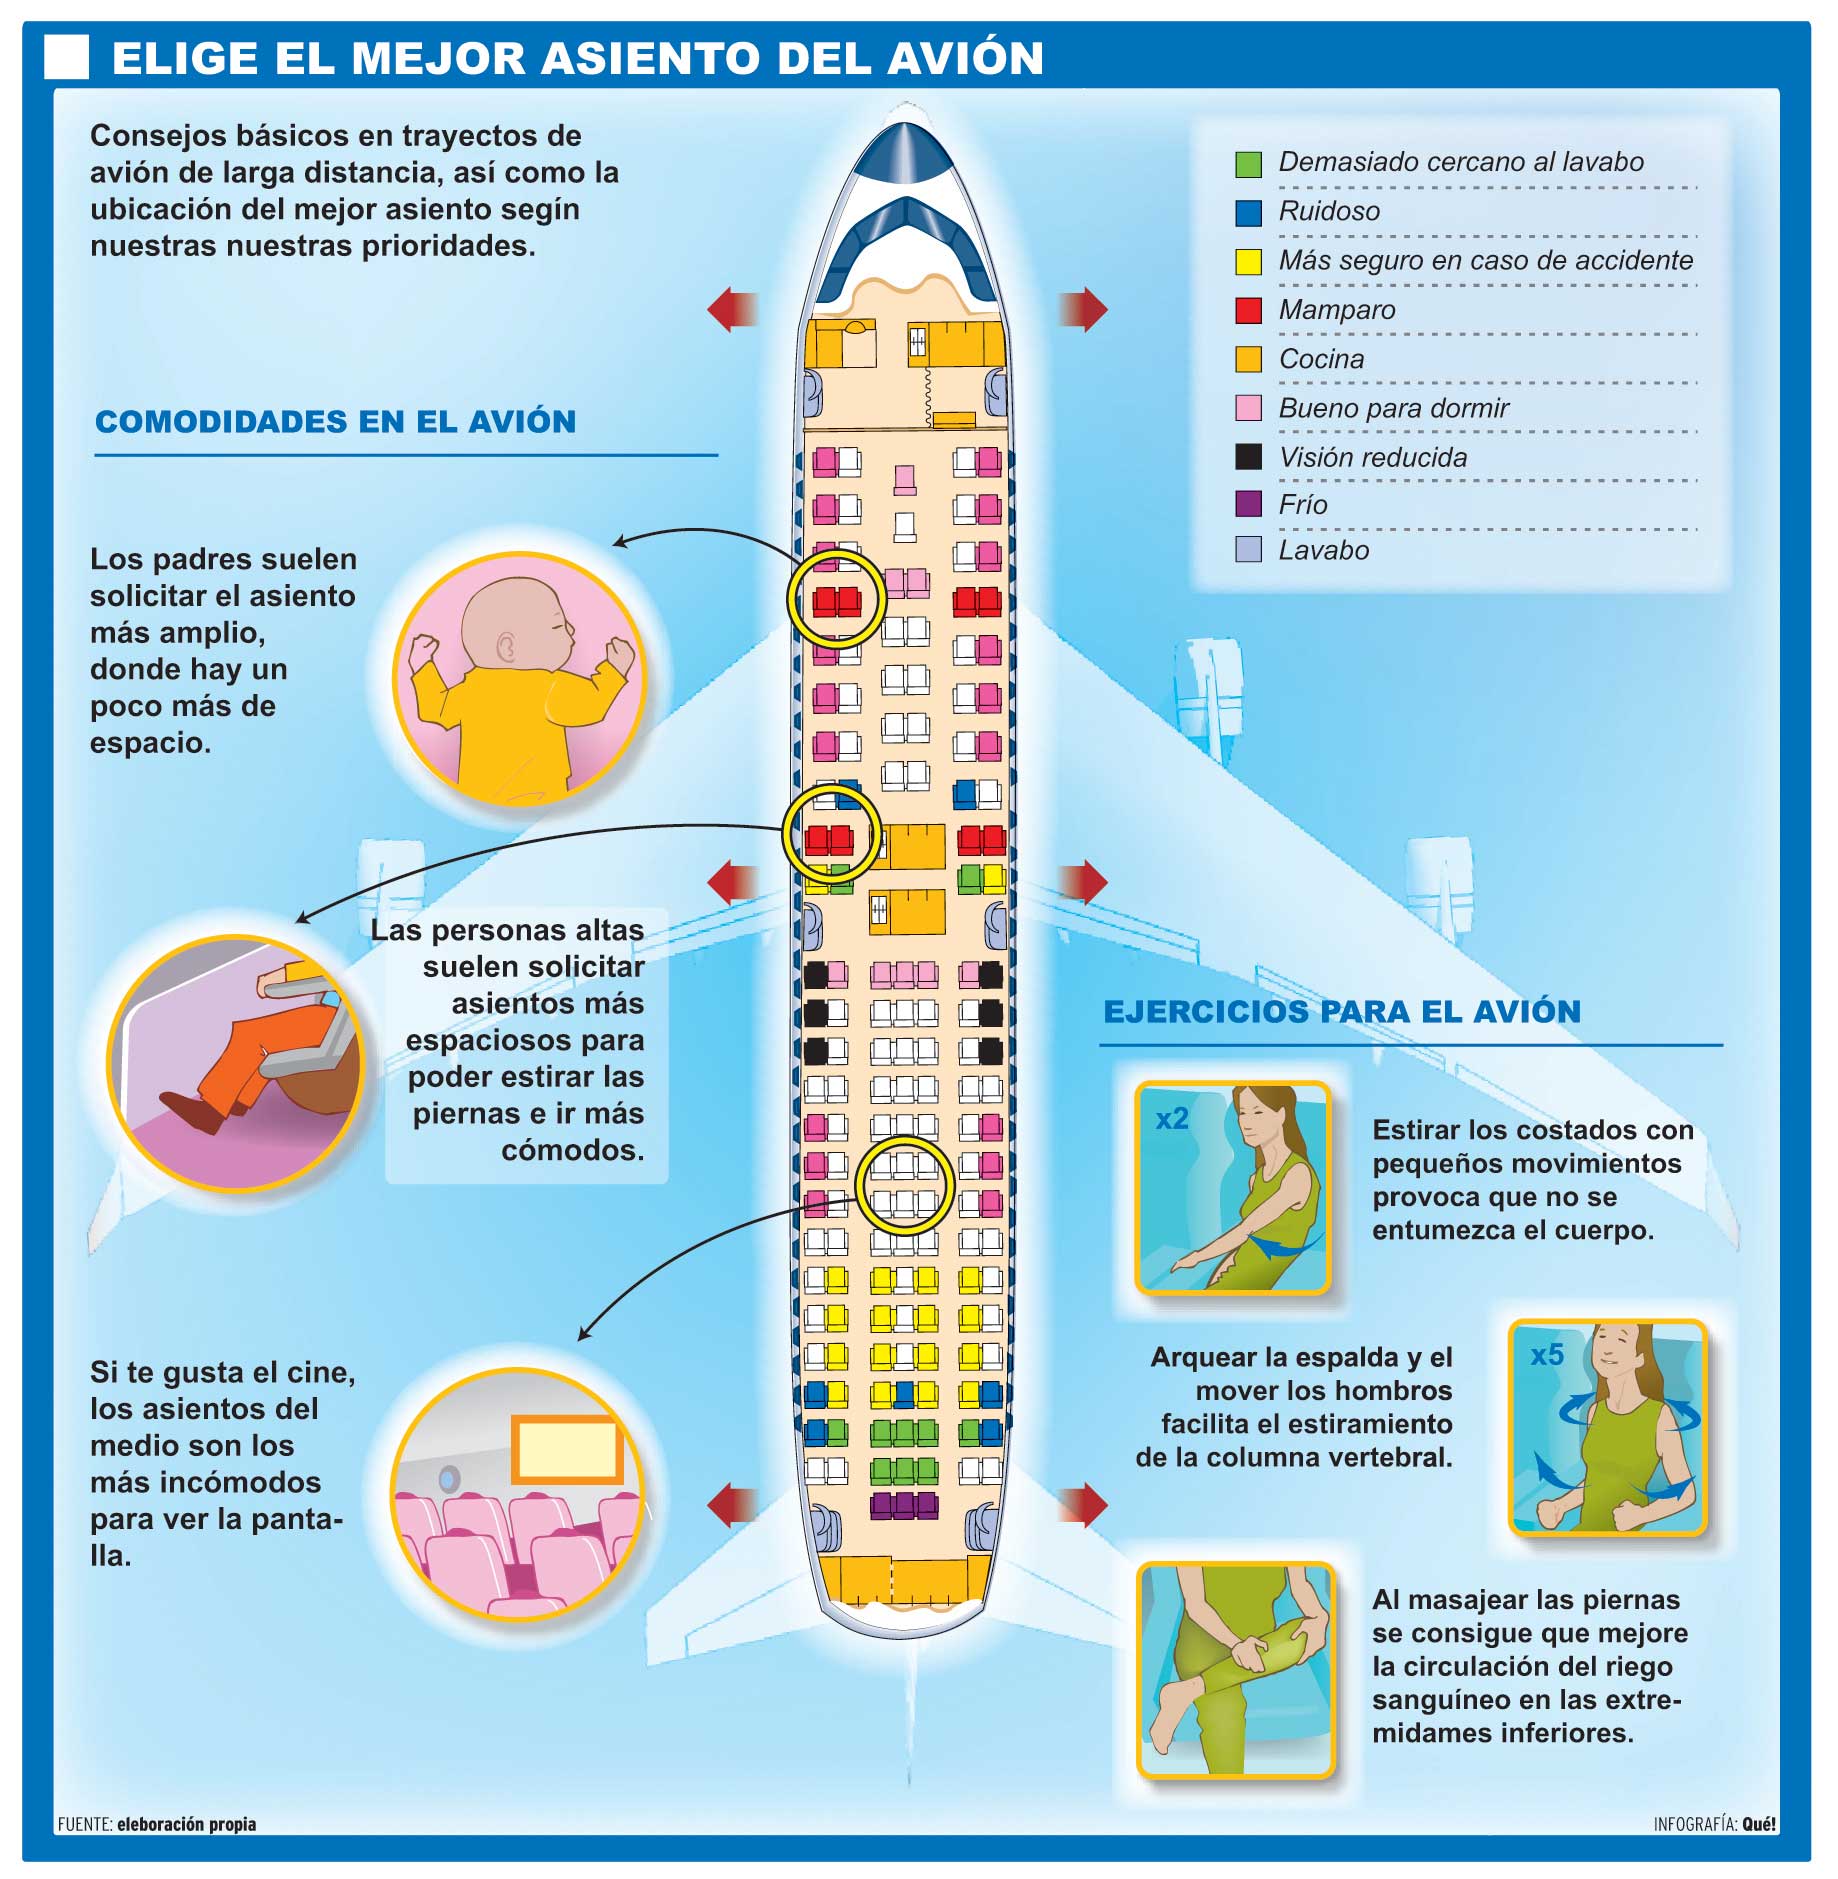 ELIGE EL MEJOR ASIENTO DEL AVIÓN
Consejos básicos en trayectos de
avión de larga distancia, así como la
ubicación del mejor asiento segín
nuestras nuestras prioridades.
Demasiado cercano al lavabo
Ruidoso
Más seguro en caso de accidente
Mamparo
Cocina
Bueno para dormir
Visión reducida
Frío
Lavabo
COMODIDADES EN EL AVIÓN
Los padres suelen
solicitar el asiento
más amplio,
donde hay un
poco más de
espacio.
Las personas altas
suelen solicitar
asientos más
espaciosos para
poder estirar las
piernas e ir más
cómodos.
Si te gusta el cine,
los asientos del
medio son los
más incómodos
para ver la panta-
lla.
EJERCICIOS PARA EL AVIÓN
x2
Estirar los costados con
pequeños movimientos
provoca que no se
entumezca el cuerpo.
x5
Arquear la espalda y el
mover los hombros
facilita el estiramiento
de la columna vertebral.
Al masajear las piernas
se consigue que mejore
la circulación del riego
sanguíneo en las extre-
midames inferiores.
FUENTE: eleboración propia
INFOGRAFÍA: Qué!